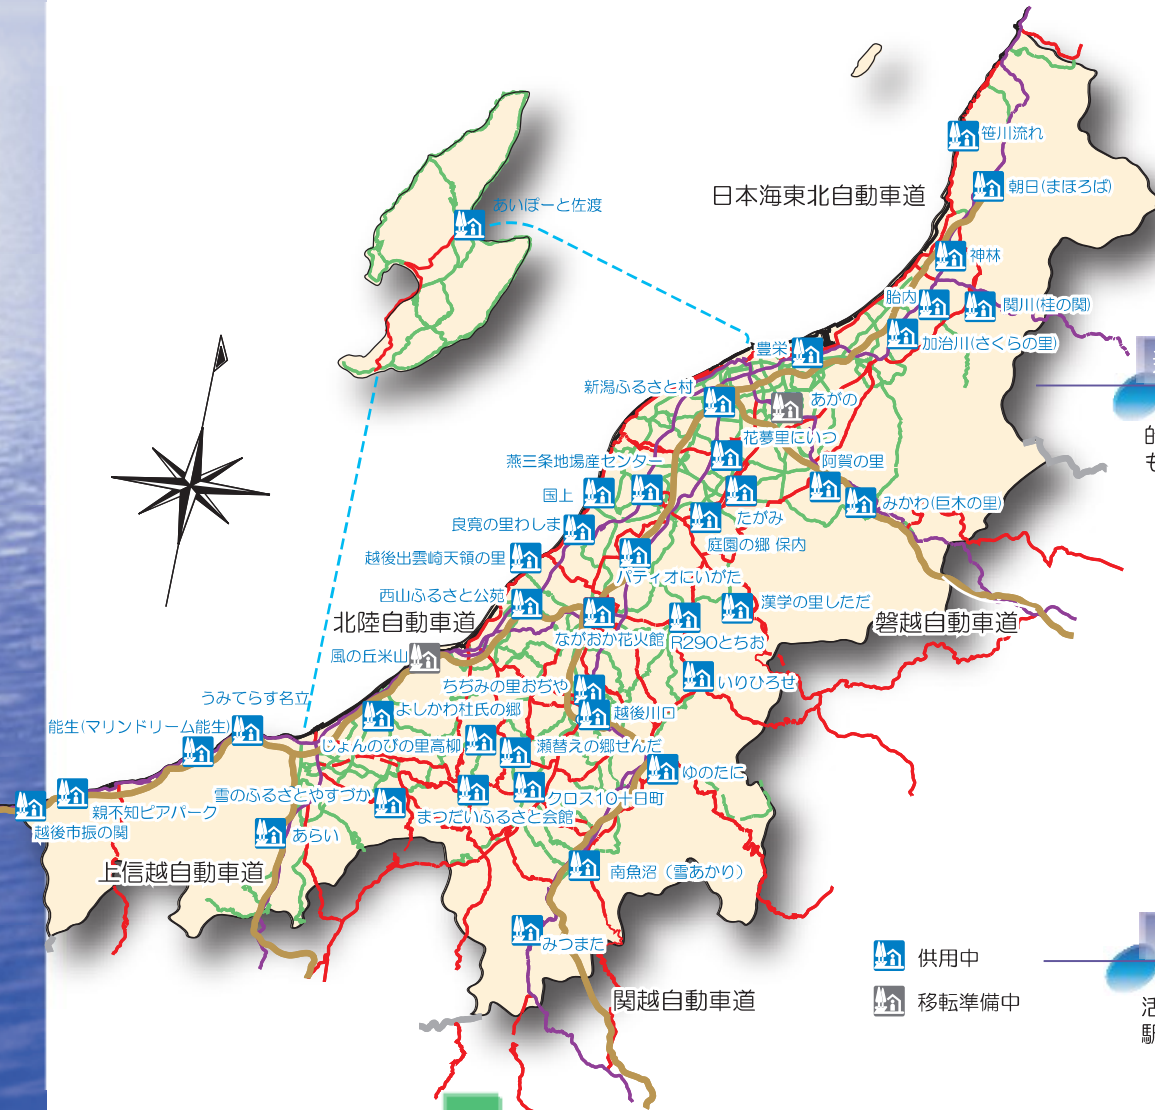 笹川流れ
朝日(まほろば)
日本海東北自動車道
あいぽーと佐渡
神林
胎内
関川(桂の関)
加治川(さくらの里)
豊栄
新潟ふるさと村
あがの
花夢里にいつ
燕三条地場産センター
阿賀の里
国上
みかわ(巨木の里)
たがみ
良寛の里わしま
庭園の郷 保内
越後出雲崎天領の里
パティオにいがた
西山ふるさと公苑
漢学の里しただ
北陸自動車道
磐越自動車道
ながおか花火館
R290とちお
風の丘米山
ちぢみの里おぢや
いりひろせ
うみてらす名立
よしかわ杜氏の郷
越後川口
能生(マリンドリーム能生)
じょんのびの里高柳
瀬替えの郷せんだ
ゆのたに
雪のふるさとやすづか
クロス10十日町
親不知ピアパーク
まつだいふるさと会館
越後市振の関
あらい
上信越自動車道
南魚沼（雪あかり）
みつまた
供用中
関越自動車道
移転準備中
的
も
活
駅